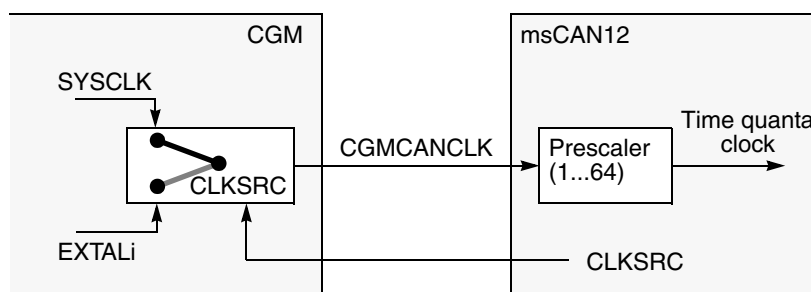 CGM
msCAN12
SYSCLK
Time quanta
clock
CGMCANCLK
Prescaler
(1...64)
CLKSRC
EXTALi
CLKSRC